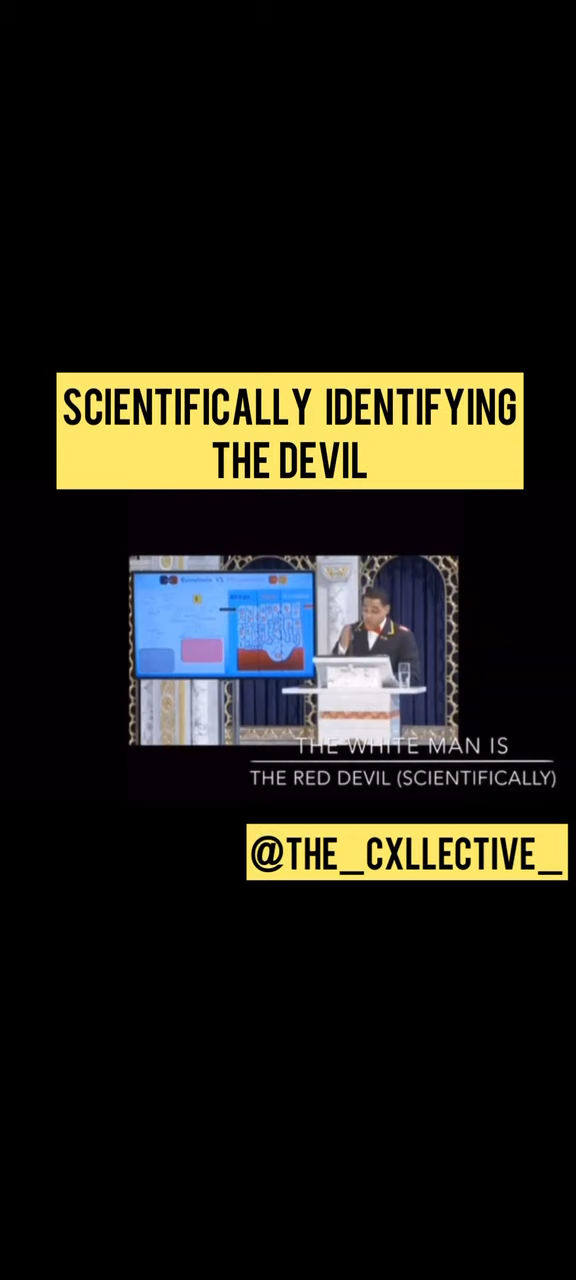 SCIENTIFICALLY IDENTIFYING
THE DEVIL
THE WHITE MAN IS
THE RED DEVIL (SCIENTIFICALLY)
@THE_CXLLECTIVE_